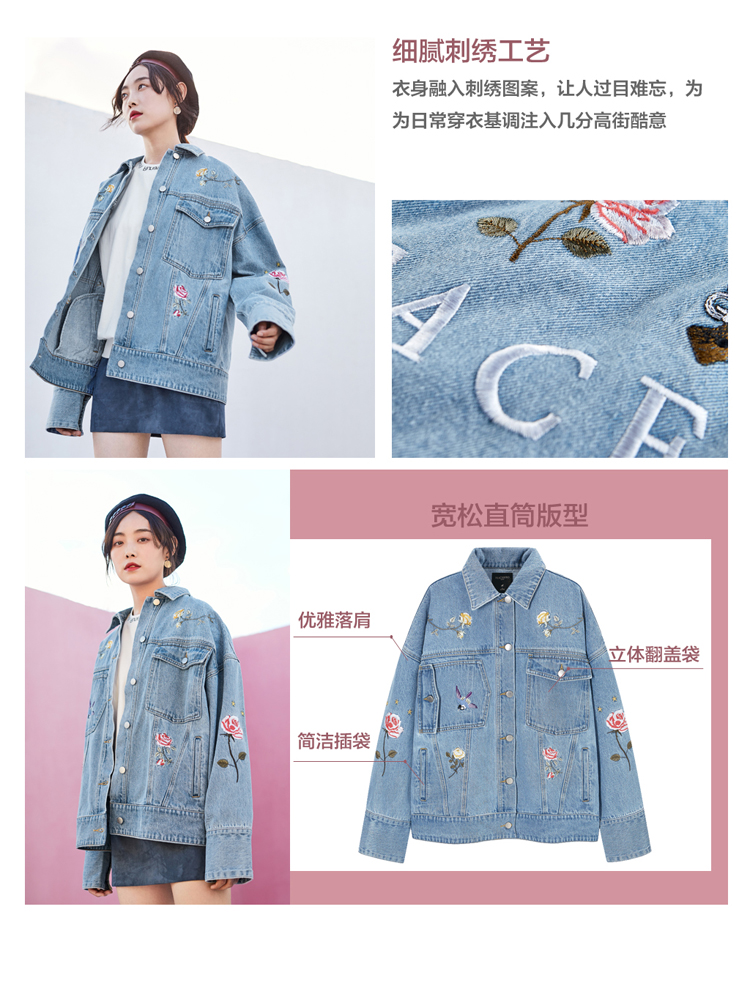 细腻刺绣工艺
衣身融入刺绣图案，让人过目难忘，为
为日常穿衣基调注入几分高街酷意
ACE
宽松直筒版型
优雅落肩
立体翻盖袋
简洁插袋